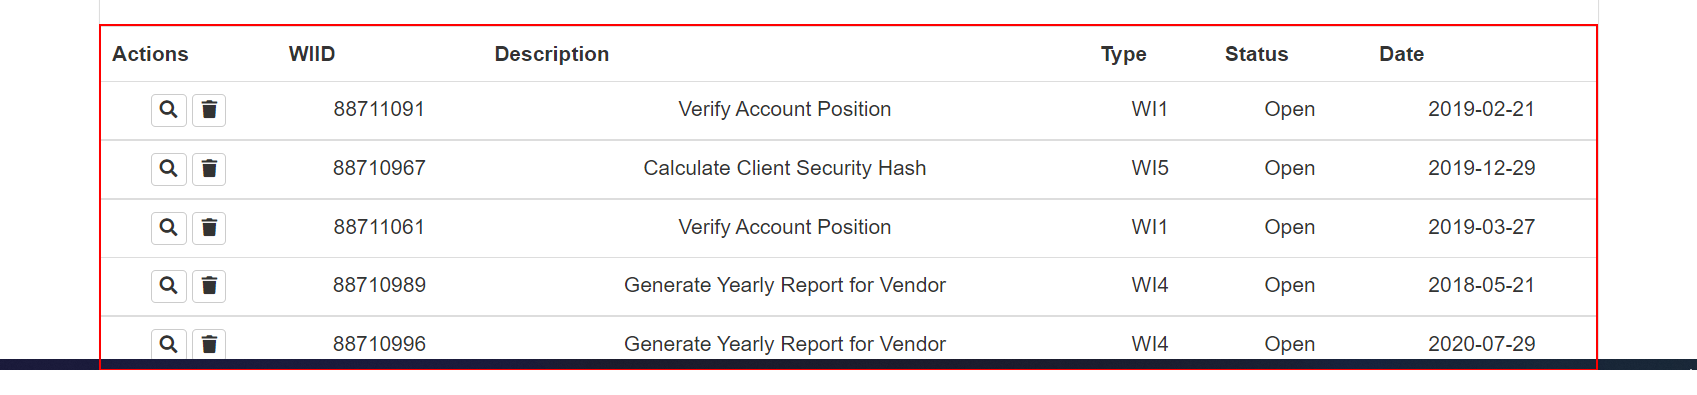 Actions WIID Description Type Status Date
88711091 Verify Account Position WI1 Open 2019-02-21
88710967 Calculate Client Security Hash WI5 Open 2019-12-29
88711061 Verify Account Position WI1 Open 2019-03-27
88710989 Generate Yearly Report for Vendor WI4 Open 2018-05-21
88710996 Generate Yearly Report for Vendor WI4 Open 2020-07-29